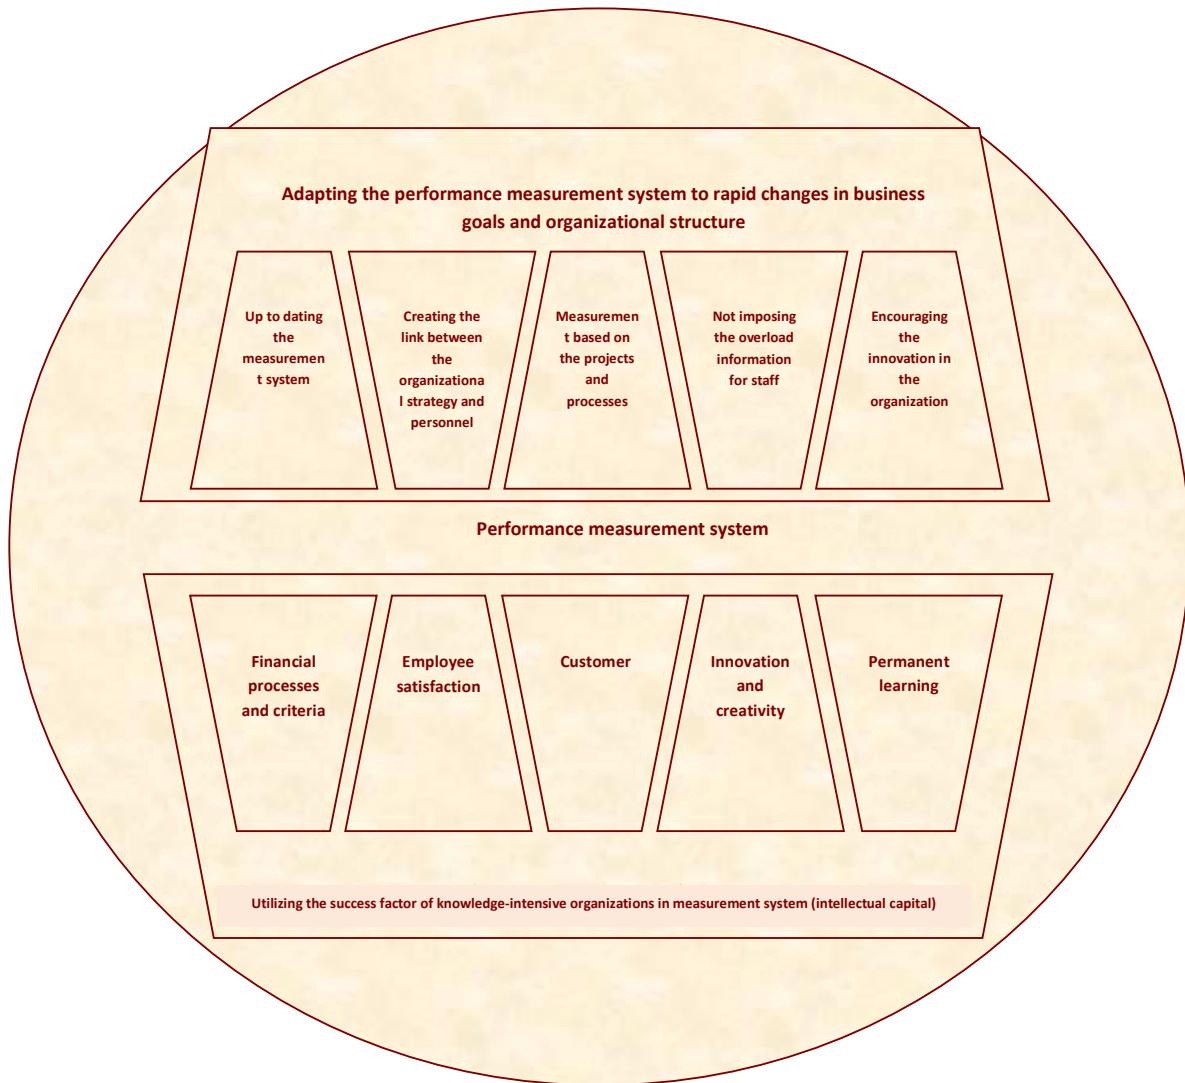 Adapting the performance measurement system to rapid changes in business
goals and organizational structure
Up to dating
the
measuremen
t system
Creating the
link between
the
organizationa
l strategy and
personnel
Measuremen
t based on
the projects
and
processes
Not imposing
the overload
information
for staff
Encouraging
the
innovation in
the
organization
Performance measurement system
Financial
processes
and criteria
Employee
satisfaction
Customer
Innovation
and
creativity
Permanent
learning
Utilizing the success factor of knowledge-intensive organizations in measurement system (intellectual capital)